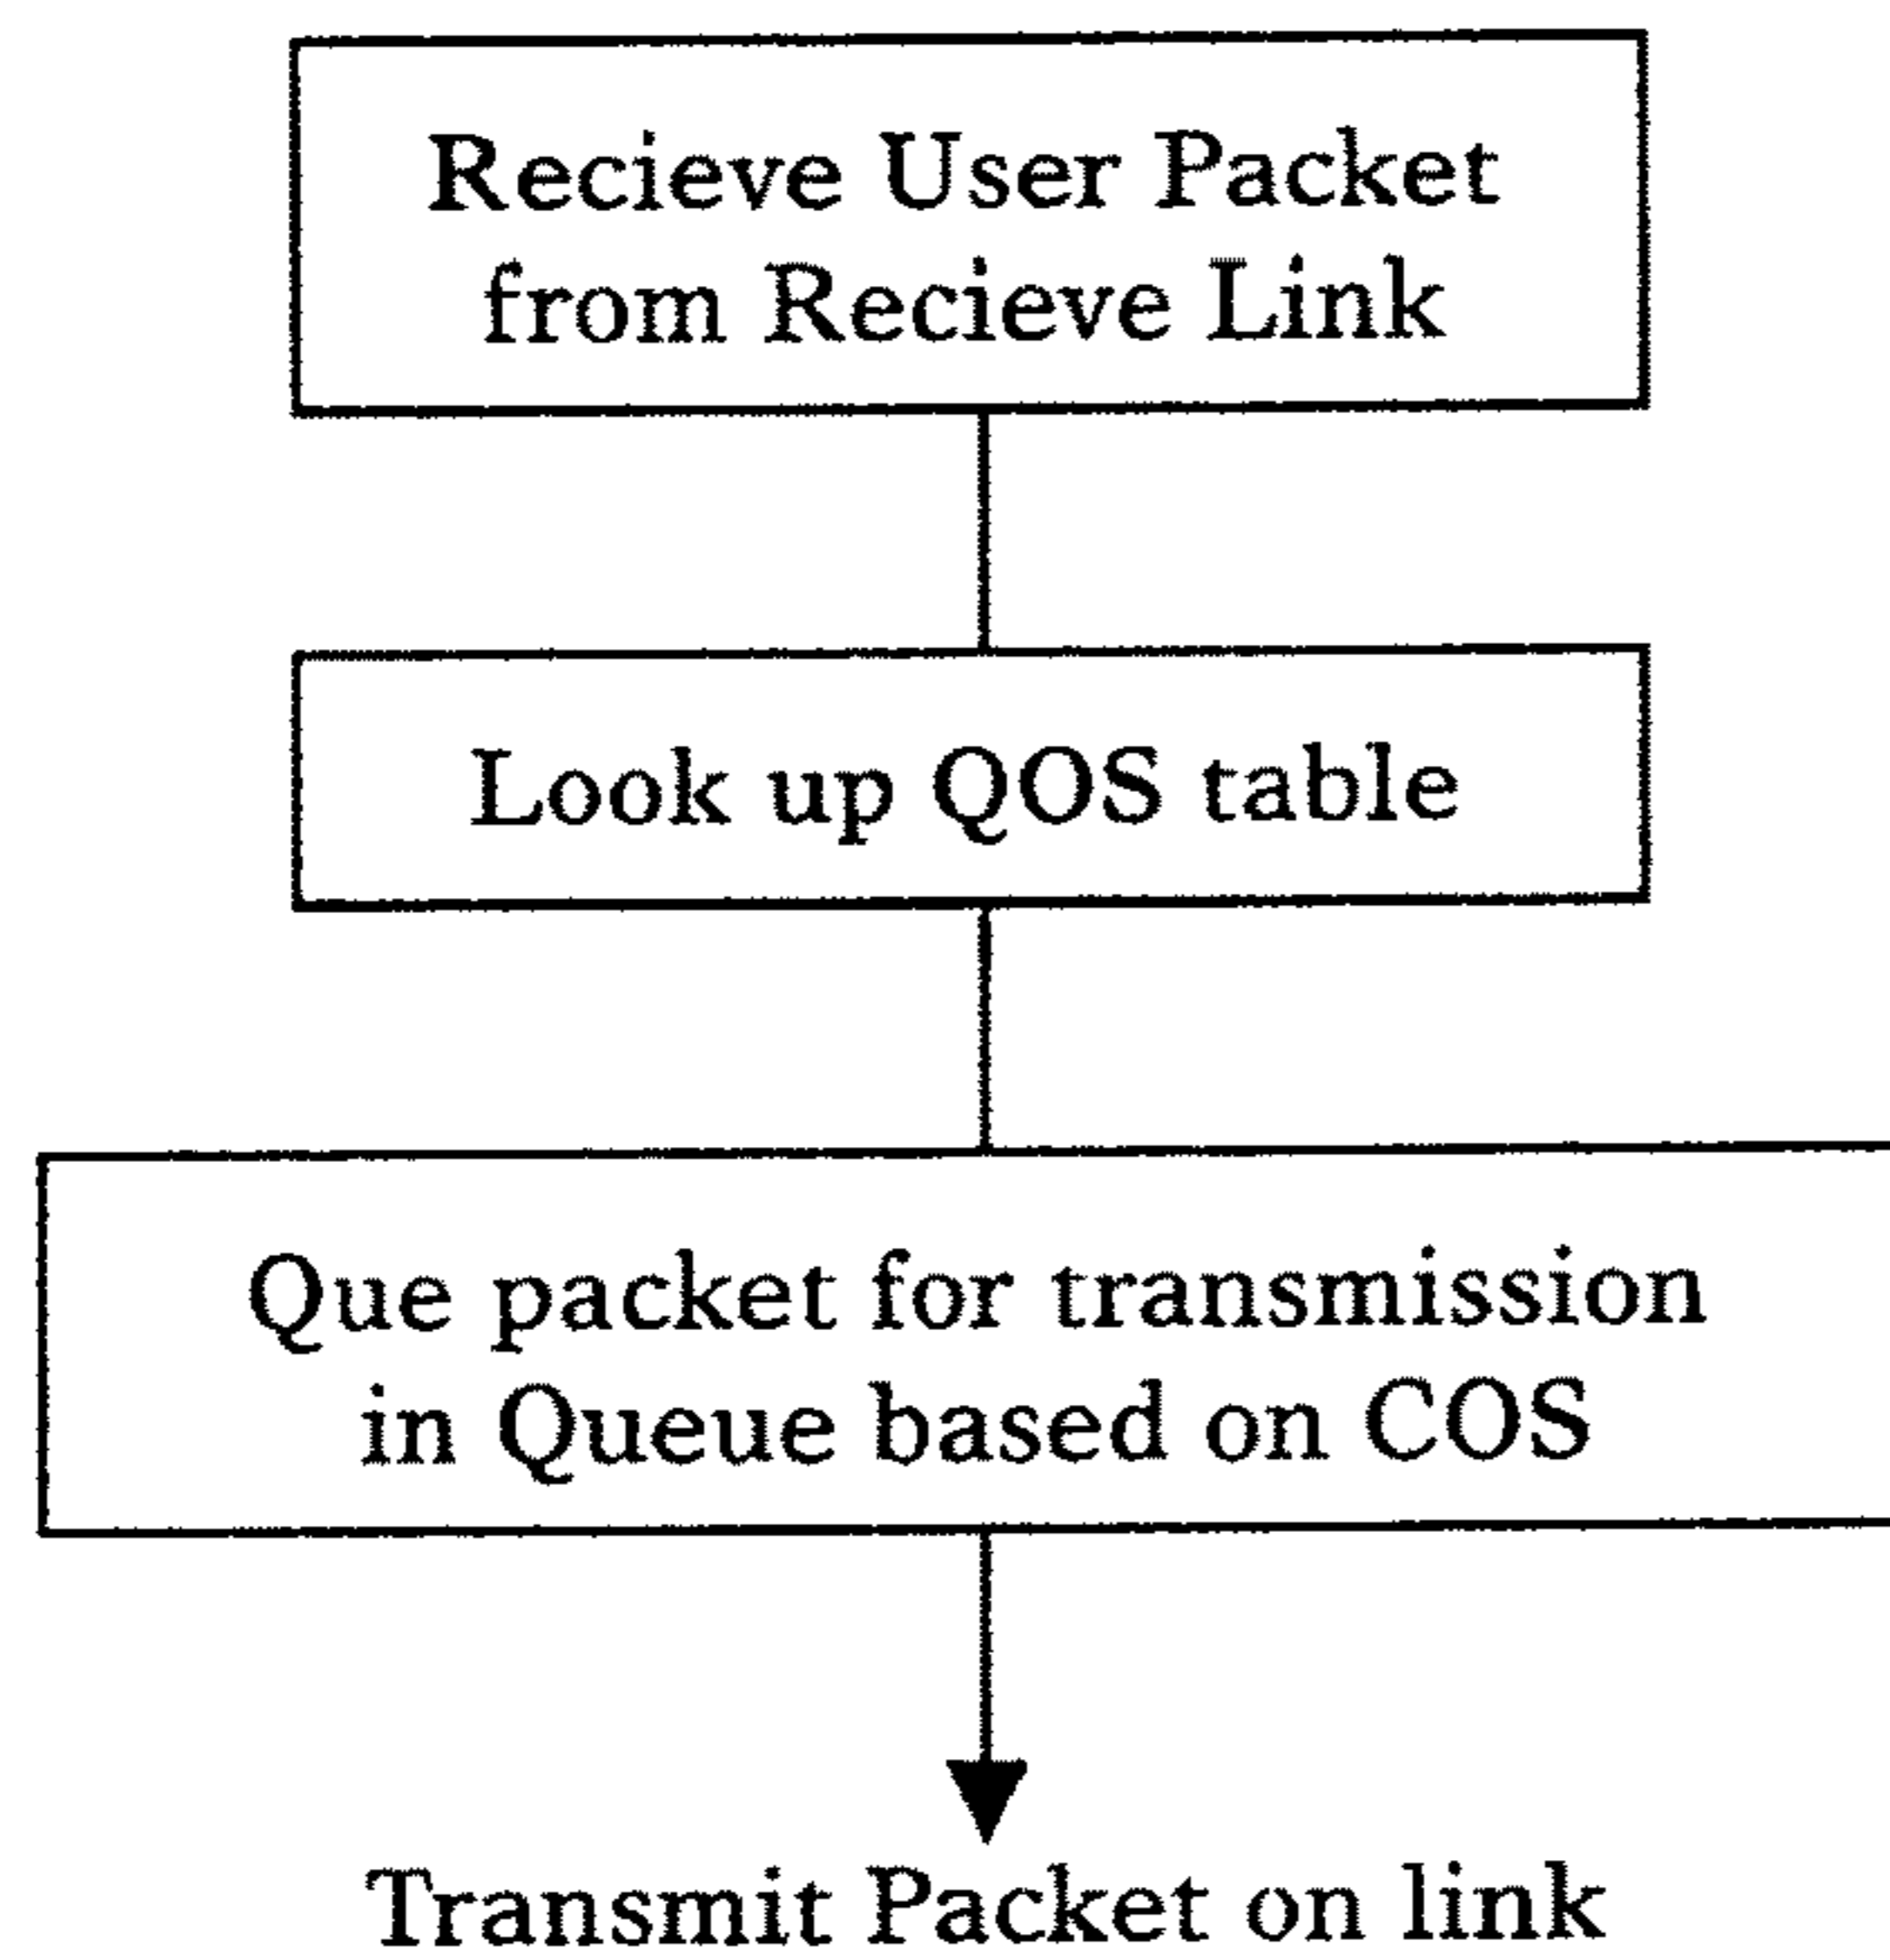 Recieve User Packet
from Recieve Link
Look up QOS table
Que packet for transmission
in Queue based on COS
Transmit Packet on link